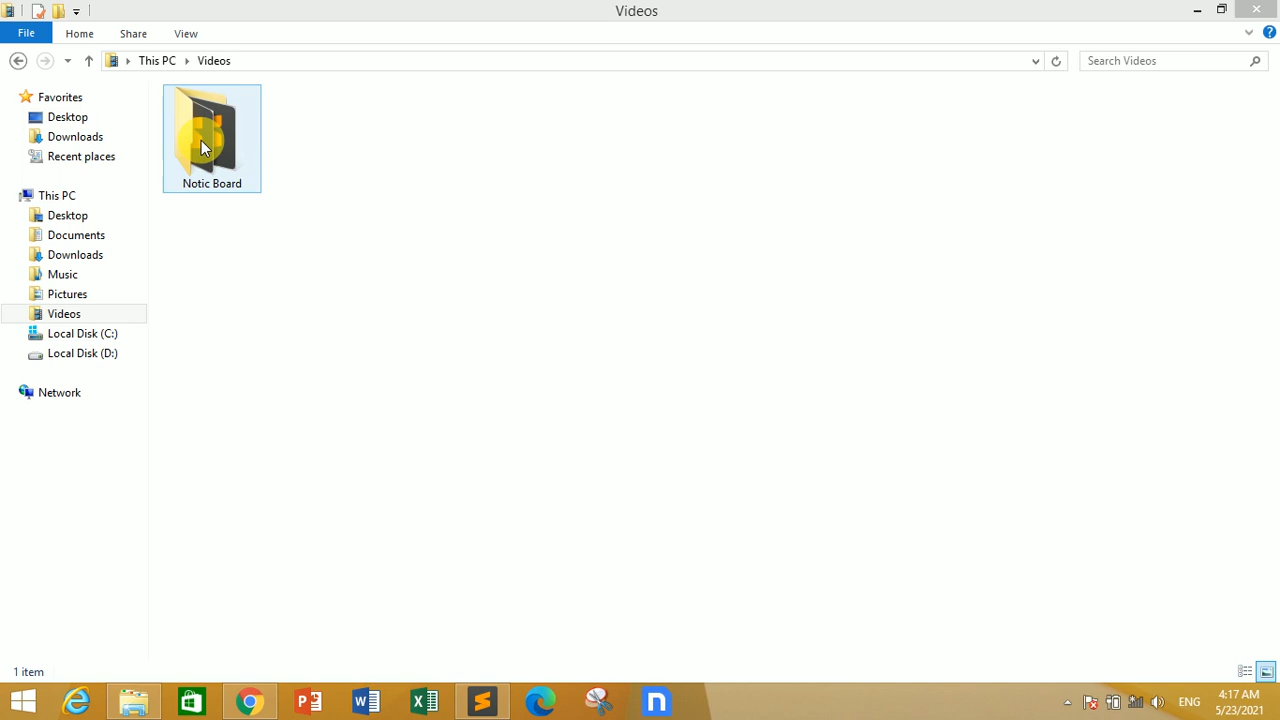 Videos
File Home Share View
This PC Videos
Search Videos
Favorites
Desktop
Downloads
Recent places
This PC
Desktop
Documents
Downloads
Music
Pictures
Videos
Local Disk (C:)
Local Disk (D:)
Network
Notic Board
1 item
ENG
4:17 AM
5/23/2021